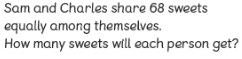 Sam and Charles share 68 sweets
equally among themselves.
How many sweets will each person get?